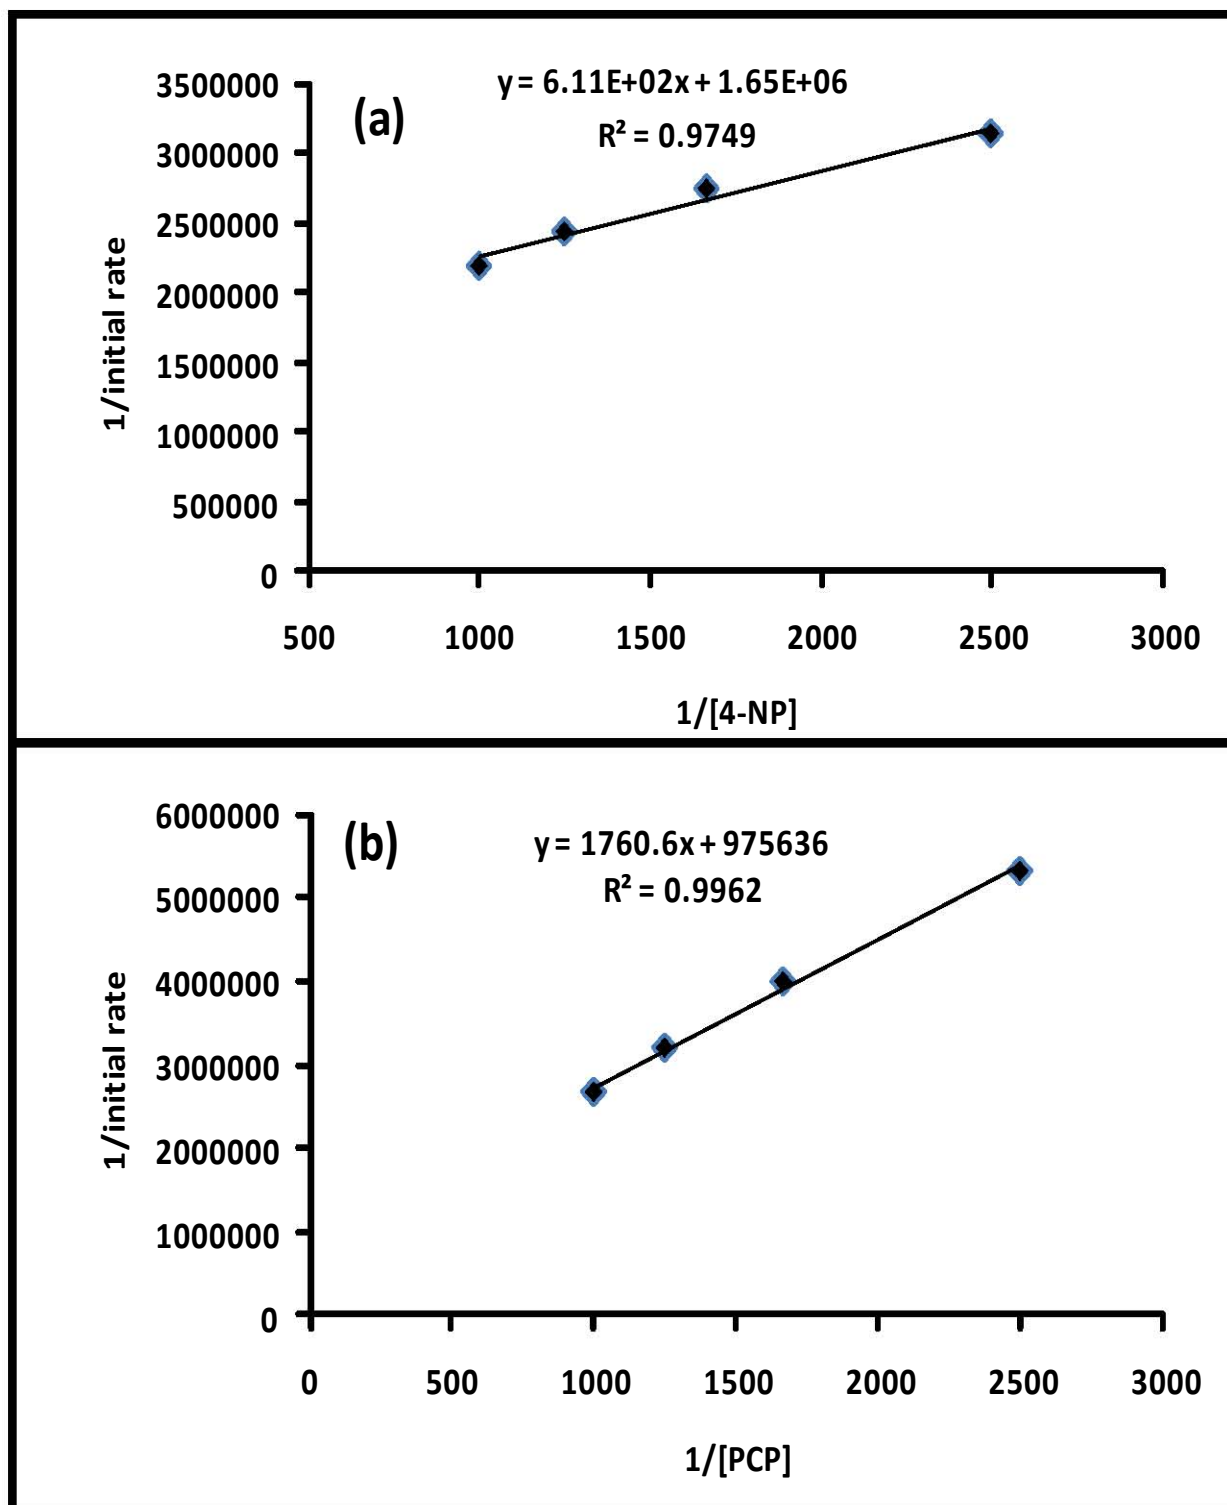 (a)
y = 6.11E+02x + 1.65E+06
R² = 0.9749
3500000
3000000
2500000
2000000
1500000
1000000
500000
0
1/initial rate
500 1000 1500 2000 2500 3000
1/[4-NP]
(b)
y = 1760.6x + 975636
R² = 0.9962
6000000
5000000
4000000
3000000
2000000
1000000
0
1/initial rate
0 500 1000 1500 2000 2500 3000
1/[PCP]